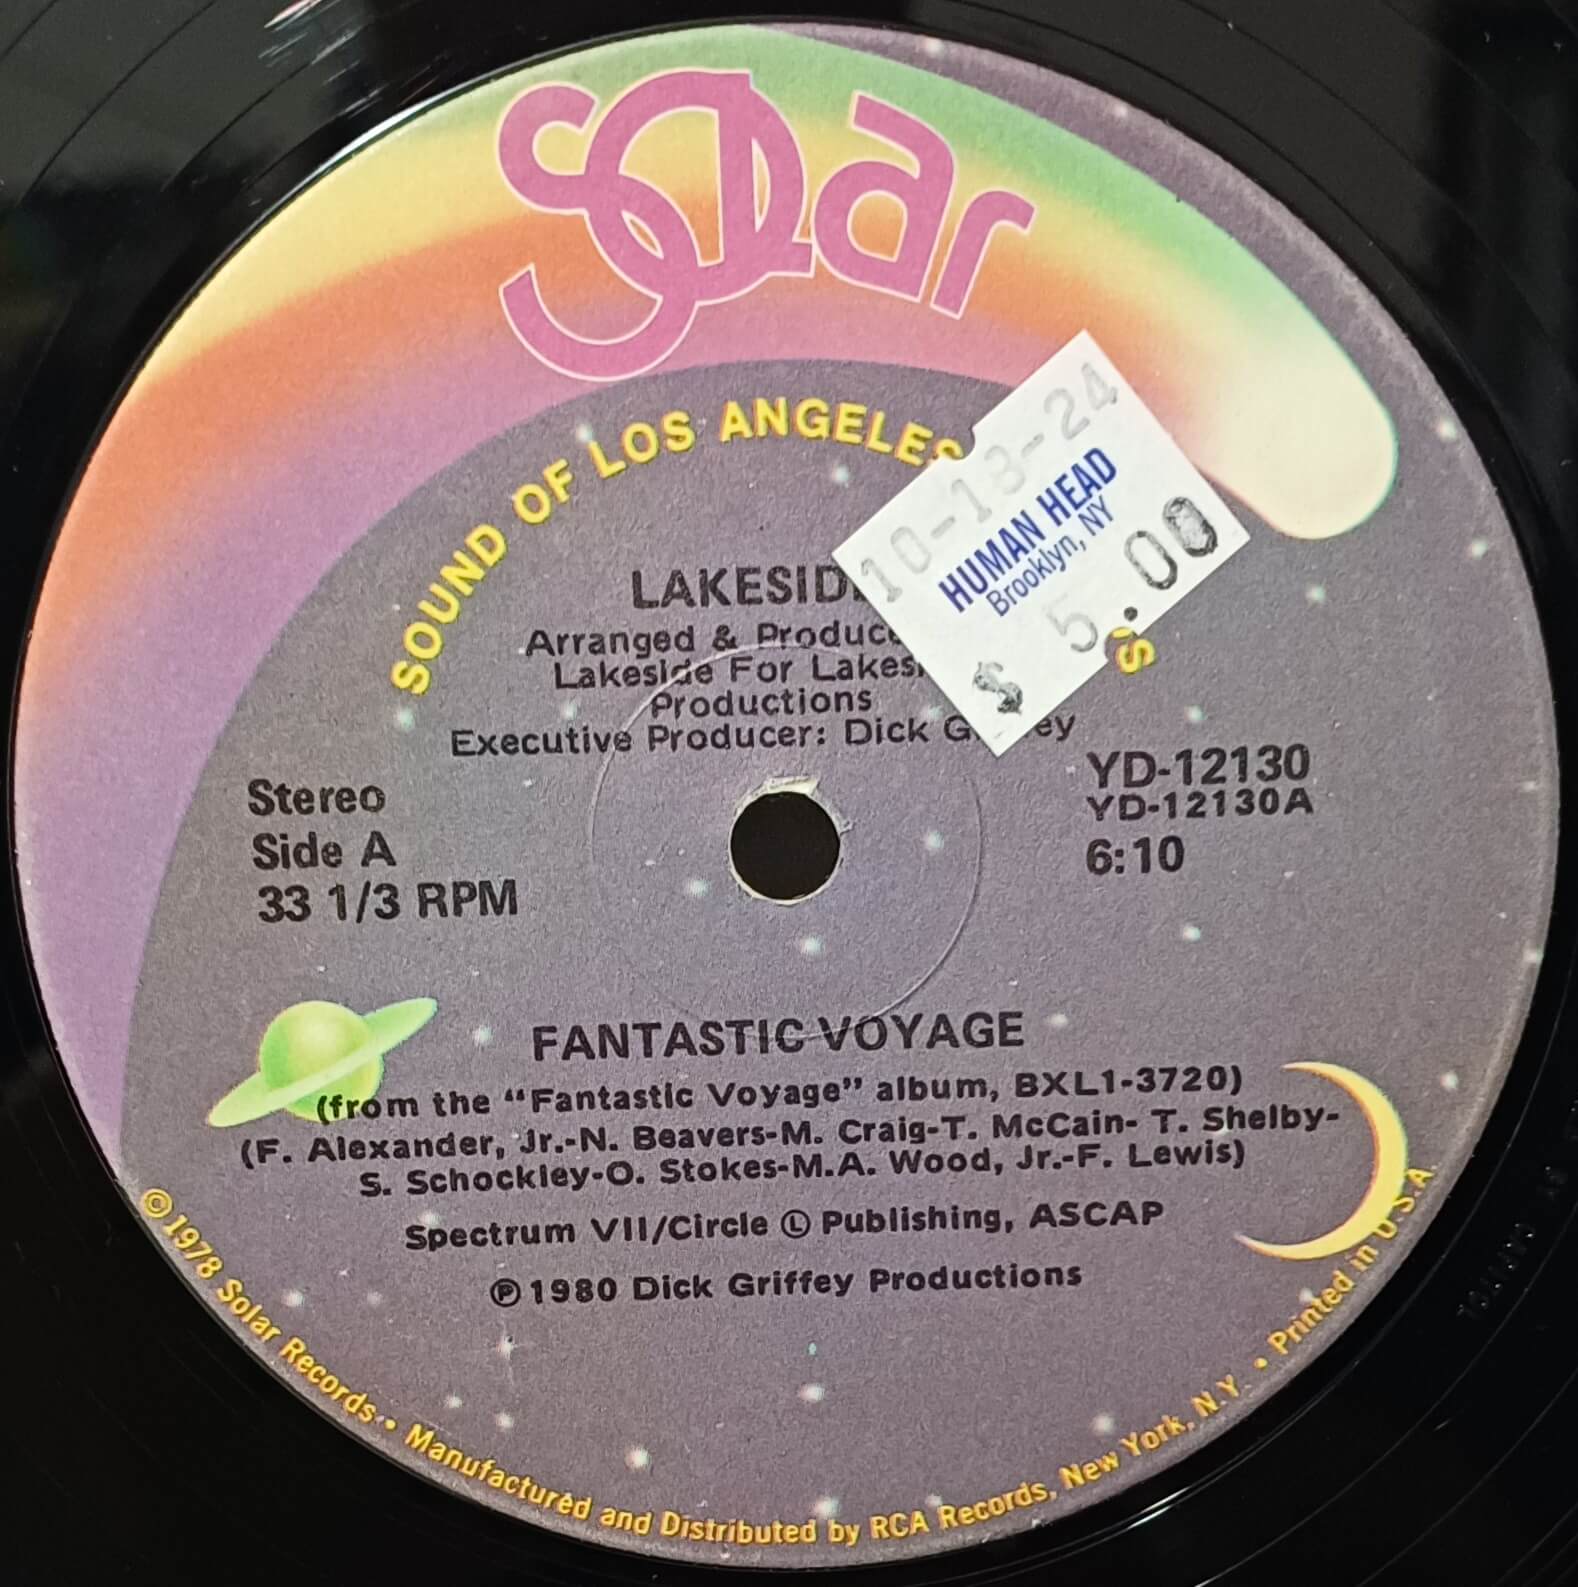 Solar
SOUND OF LOS ANGELES
10-13-24
HUMAN HEAD
Brooklyn, NY
$ 5.00
LAKESID
Arranged & Produce
Lakeside For Lakes
Productions
Executive Producer: Dick G ey
Stereo
Side A
33 1/3 RPM
YD-12130
YD-12130A
6:10
FANTASTIC VOYAGE
(from the “Fantastic Voyage” album, BXL1-3720)
(F. Alexander, Jr.-N. Beavers-M. Craig-T. McCain- T. Shelby-
S. Schockley-O. Stokes-M.A. Wood, Jr.-F. Lewis)
Spectrum VII/Circle Ⓛ Publishing, ASCAP
℗1980 Dick Griffey Productions
©1978 Solar Records • Manufactured and Distributed by RCA Records, New York, N.Y. • Printed in U.S.A.